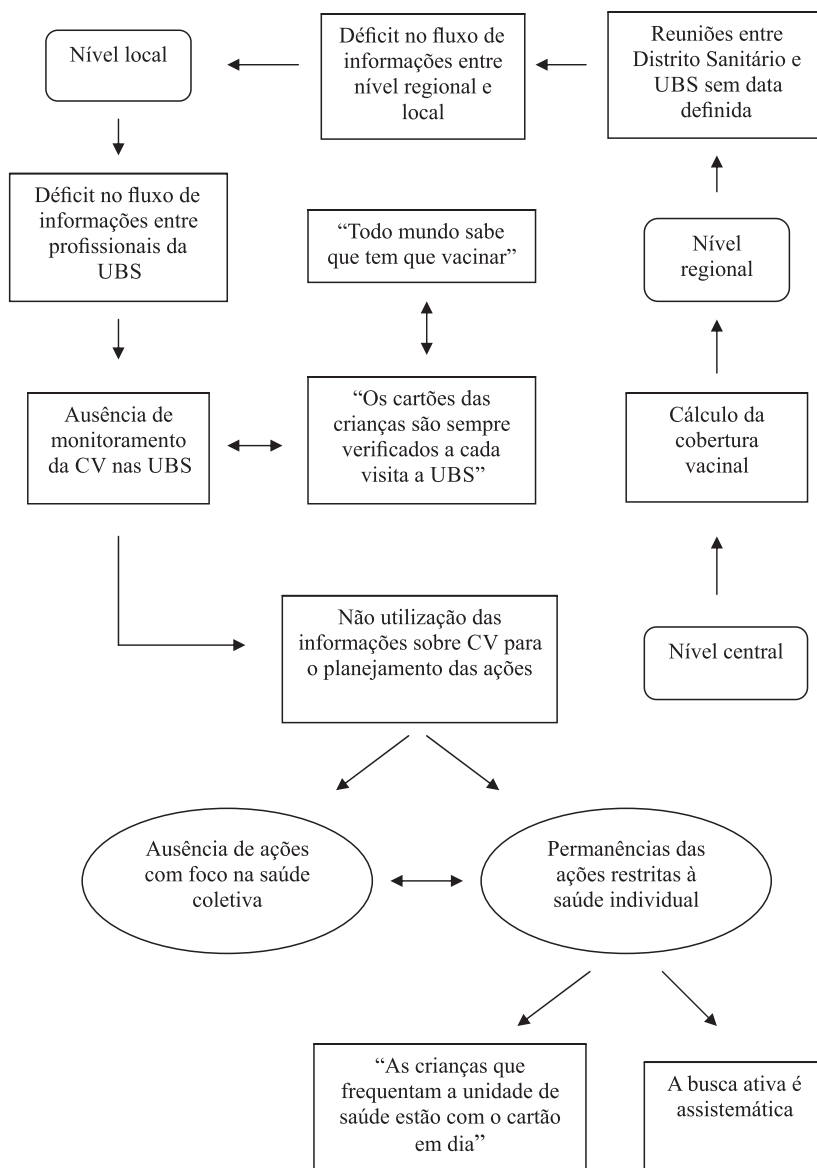 Nível local
Déficit no fluxo de
informações entre
nível regional e
local
Reuniões entre
Distrito Sanitário e
UBS sem data
definida
Déficit no fluxo de
informações entre
profissionais da
UBS
“Todo mundo sabe
que tem que vacinar”
Nível
regional
Ausência de
monitoramento
da CV nas UBS
“Os cartões das
crianças são sempre
verificados a cada
visita a UBS”
Cálculo da
cobertura
vacinal
Não utilização das
informações sobre CV para
o planejamento das ações
Nível central
Ausência de ações
com foco na saúde
coletiva
Permanências das
ações restritas à
saúde individual
“As crianças que
frequentam a unidade de
saúde estão com o cartão
em dia”
A busca ativa é
assistemática